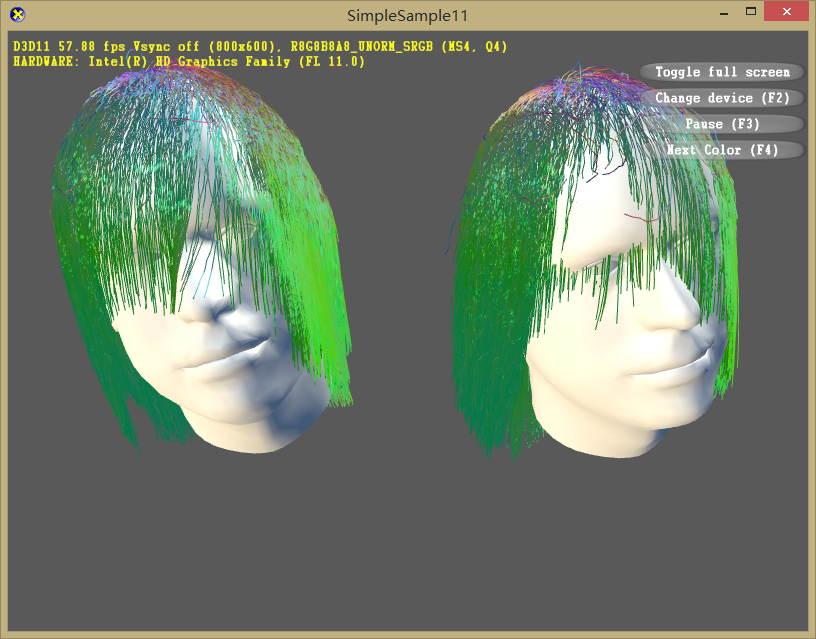 SimpleSample11
D3D11 57.88 fps Vsync off (800x600), R8G8B8A8_UNORM_SRGB (MS4, Q4)
HARDWARE: Intel(R) HD Graphics Family (FL 11.0)
Toggle full screen
Change device (F2)
Pause (F3)
Next Color (F4)